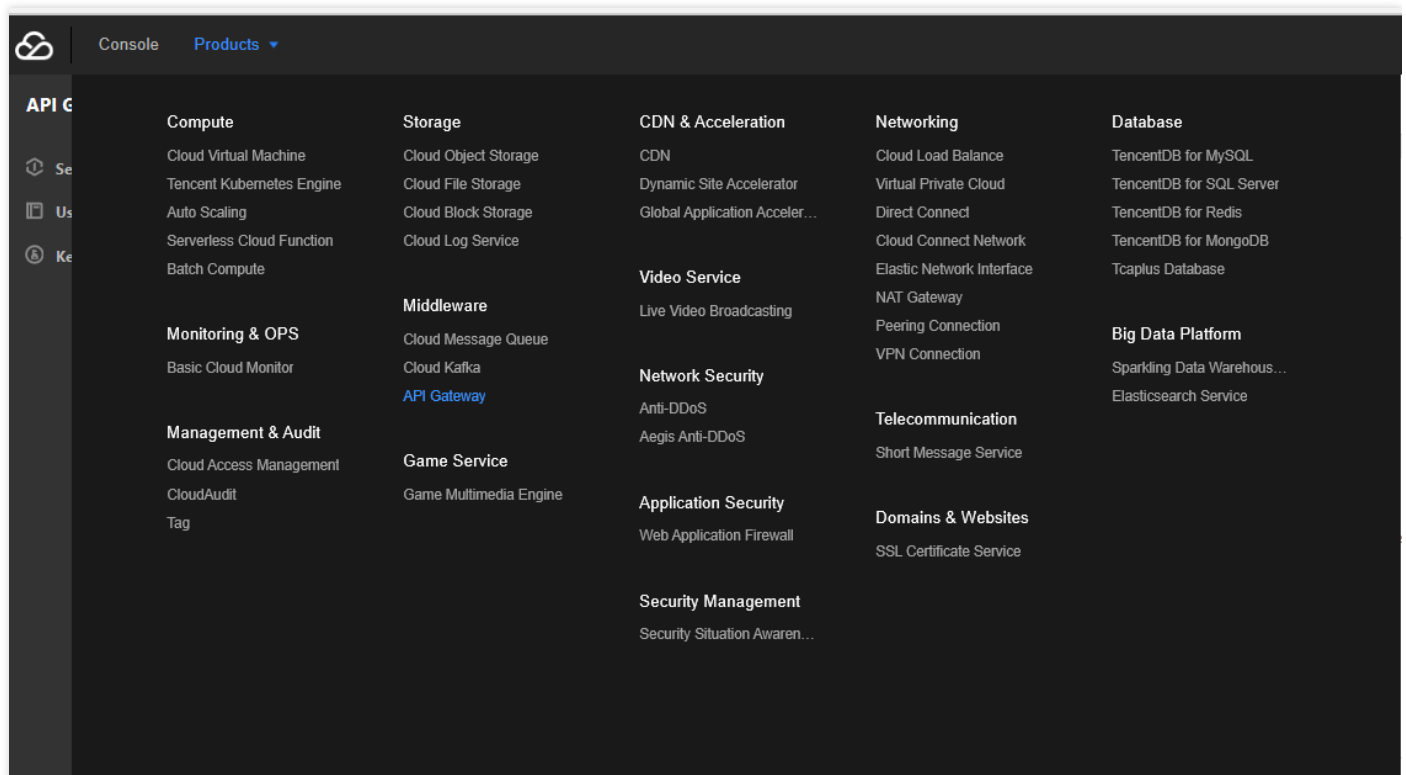 Console Products
API G
Se
Us
Ke
Compute
Cloud Virtual Machine
Tencent Kubernetes Engine
Auto Scaling
Serverless Cloud Function
Batch Compute
Monitoring & OPS
Basic Cloud Monitor
Management & Audit
Cloud Access Management
CloudAudit
Tag
Storage
Cloud Object Storage
Cloud File Storage
Cloud Block Storage
Cloud Log Service
Middleware
Cloud Message Queue
Cloud Kafka
API Gateway
Game Service
Game Multimedia Engine
CDN & Acceleration
CDN
Dynamic Site Accelerator
Global Application Acceler...
Video Service
Live Video Broadcasting
Network Security
Anti-DDoS
Aegis Anti-DDoS
Application Security
Web Application Firewall
Security Management
Security Situation Awaren...
Networking
Cloud Load Balance
Virtual Private Cloud
Direct Connect
Cloud Connect Network
Elastic Network Interface
NAT Gateway
Peering Connection
VPN Connection
Telecommunication
Short Message Service
Domains & Websites
SSL Certificate Service
Database
TencentDB for MySQL
TencentDB for SQL Server
TencentDB for Redis
TencentDB for MongoDB
Tcaplus Database
Big Data Platform
Sparkling Data Warehous...
Elasticsearch Service